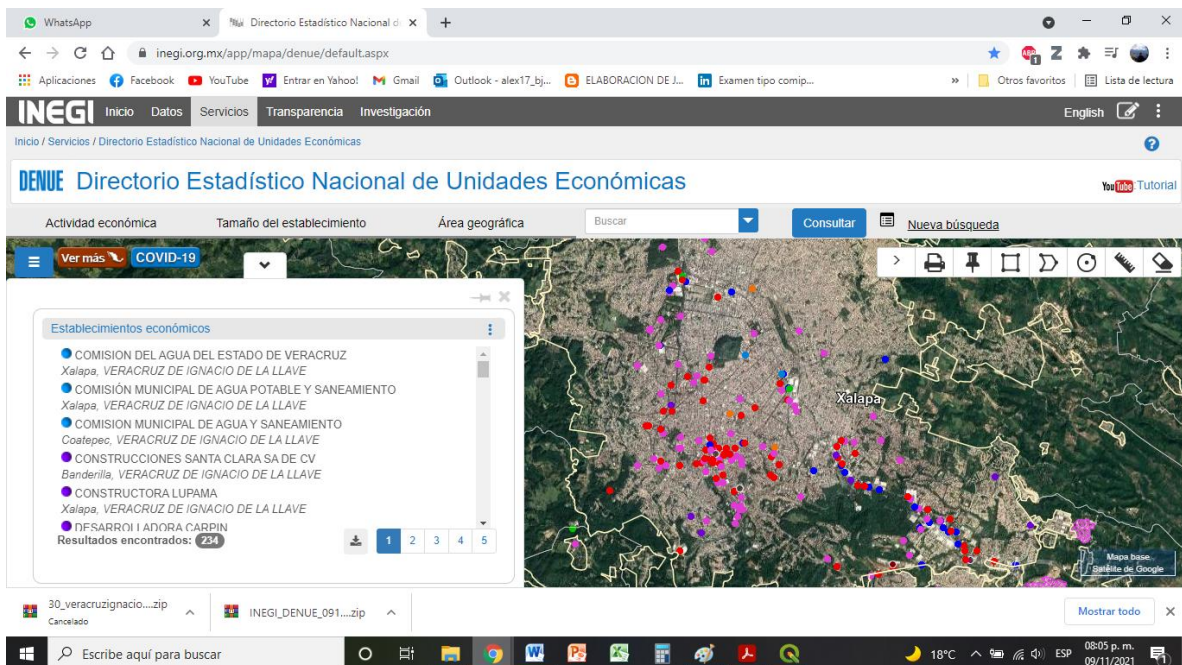 WhatsApp
Directorio Estadístico Nacional d
inegi.org.mx/app/mapa/denue/default.aspx
Aplicaciones Facebook YouTube Entrar en Yahoo! Gmail Outlook - alex17_bj... ELABORACION DE J... Examen tipo comip... » Otros favoritos Lista de lectura
INEGI Inicio Datos Servicios Transparencia Investigación English
Inicio / Servicios / Directorio Estadístico Nacional de Unidades Económicas
DENUE Directorio Estadístico Nacional de Unidades Económicas YouTube Tutorial
Actividad económica Tamaño del establecimiento Área geográfica Buscar Consultar Nueva búsqueda
Ver más COVID-19
Establecimientos económicos
COMISION DEL AGUA DEL ESTADO DE VERACRUZ
Xalapa, VERACRUZ DE IGNACIO DE LA LLAVE
COMISIÓN MUNICIPAL DE AGUA POTABLE Y SANEAMIENTO
Xalapa, VERACRUZ DE IGNACIO DE LA LLAVE
COMISION MUNICIPAL DE AGUA Y SANEAMIENTO
Coatepec, VERACRUZ DE IGNACIO DE LA LLAVE
CONSTRUCCIONES SANTA CLARA SA DE CV
Banderilla, VERACRUZ DE IGNACIO DE LA LLAVE
CONSTRUCTORA LUPAMA
Xalapa, VERACRUZ DE IGNACIO DE LA LLAVE
DESARROLLADORA CARPIN
Resultados encontrados: 234 1 2 3 4 5
Xalapa
Mapa base
Satélite de Google
30_veracruzignacio....zip
Cancelado
INEGI_DENUE_091....zip
Mostrar todo
Escribe aquí para buscar
18°C ESP 08:05 p. m.
09/11/2021